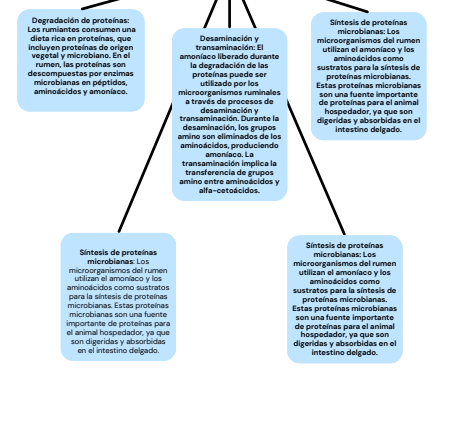 Degradación de proteínas:
Los rumiantes consumen una
dieta rica en proteínas, que
incluyen proteínas de origen
vegetal y microbiano. En el
rumen, las proteínas son
descompuestas por enzimas
microbianas en péptidos,
aminoácidos y amoníaco.
Desaminación y
transaminación: El
amoníaco liberado durante
la degradación de las
proteínas puede ser
utilizado por los
microorganismos ruminales
a través de procesos de
desaminación y
transaminación. Durante la
desaminación, los grupos
amino son eliminados de los
aminoácidos, produciendo
amoníaco. La
transaminación implica la
transferencia de grupos
amino entre aminoácidos y
alfa-cetoácidos.
Síntesis de proteínas
microbianas: Los
microorganismos del rumen
utilizan el amoníaco y los
aminoácidos como
sustratos para la síntesis de
proteínas microbianas.
Estas proteínas microbianas
son una fuente importante
de proteínas para el animal
hospedador, ya que son
digeridas y absorbidas en el
intestino delgado.
Síntesis de proteínas
microbianas: Los
microorganismos del rumen
utilizan el amoníaco y los
aminoácidos como sustratos
para la síntesis de proteínas
microbianas. Estas proteínas
microbianas son una fuente
importante de proteínas para
el animal hospedador, ya que
son digeridas y absorbidas
en el intestino delgado.
Síntesis de proteínas
microbianas: Los
microorganismos del rumen
utilizan el amoníaco y los
aminoácidos como
sustratos para la síntesis de
proteínas microbianas.
Estas proteínas microbianas
son una fuente importante
de proteínas para el animal
hospedador, ya que son
digeridas y absorbidas en el
intestino delgado.